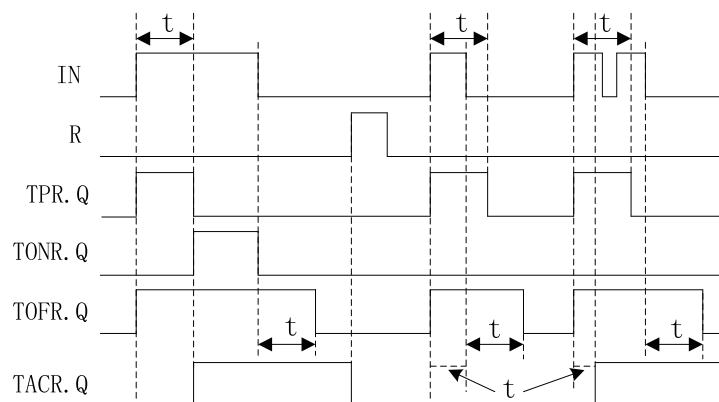 t t t
IN
R
TPR. Q
TONR. Q
TOFR. Q
t t t
TACR. Q
t